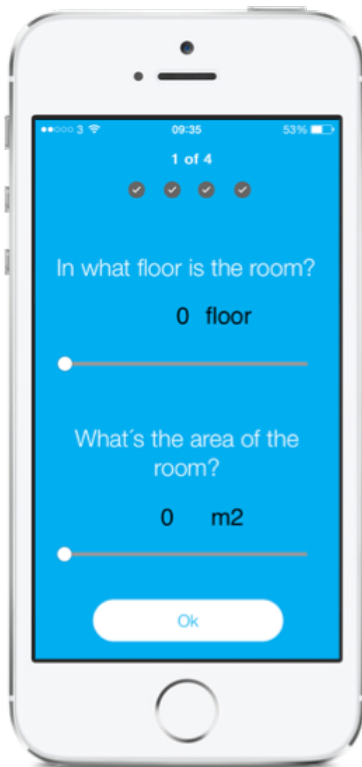 3 09:35 53%
1 of 4
In what floor is the room?
0 floor
What´s the area of the
room?
0 m2
Ok